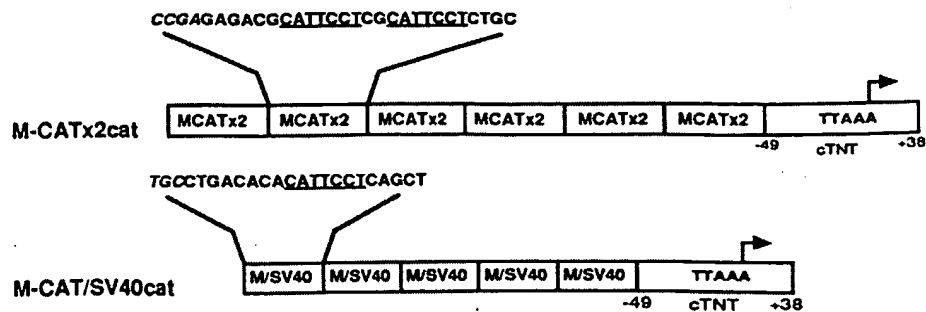 CCGAGAGACGCATTCCTCGCATTCCTCTGC
M-CATx2cat MCATx2 MCATx2 MCATx2 MCATx2 MCATx2 MCATx2 TTAAA
-49 cTNT +38
TGCCTGACACACATTCCTCAGCT
M-CAT/SV40cat M/SV40 M/SV40 M/SV40 M/SV40 M/SV40 TTAAA
-49 cTNT +38